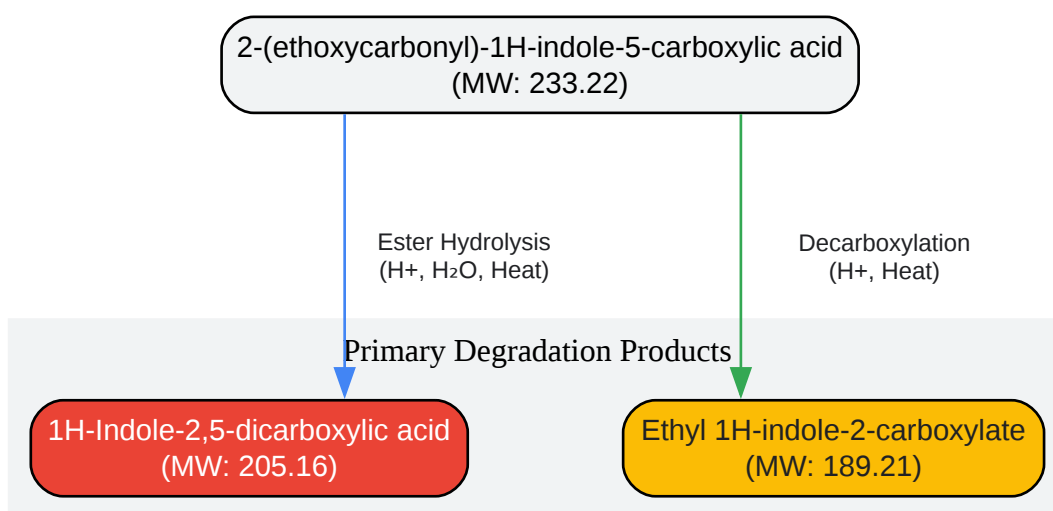 2-(ethoxycarbonyl)-1H-indole-5-carboxylic acid
(MW: 233.22)
Ester Hydrolysis
(H+, H₂O, Heat)
Decarboxylation
(H+, Heat)
Primary Degradation Products
1H-Indole-2,5-dicarboxylic acid
(MW: 205.16)
Ethyl 1H-indole-2-carboxylate
(MW: 189.21)